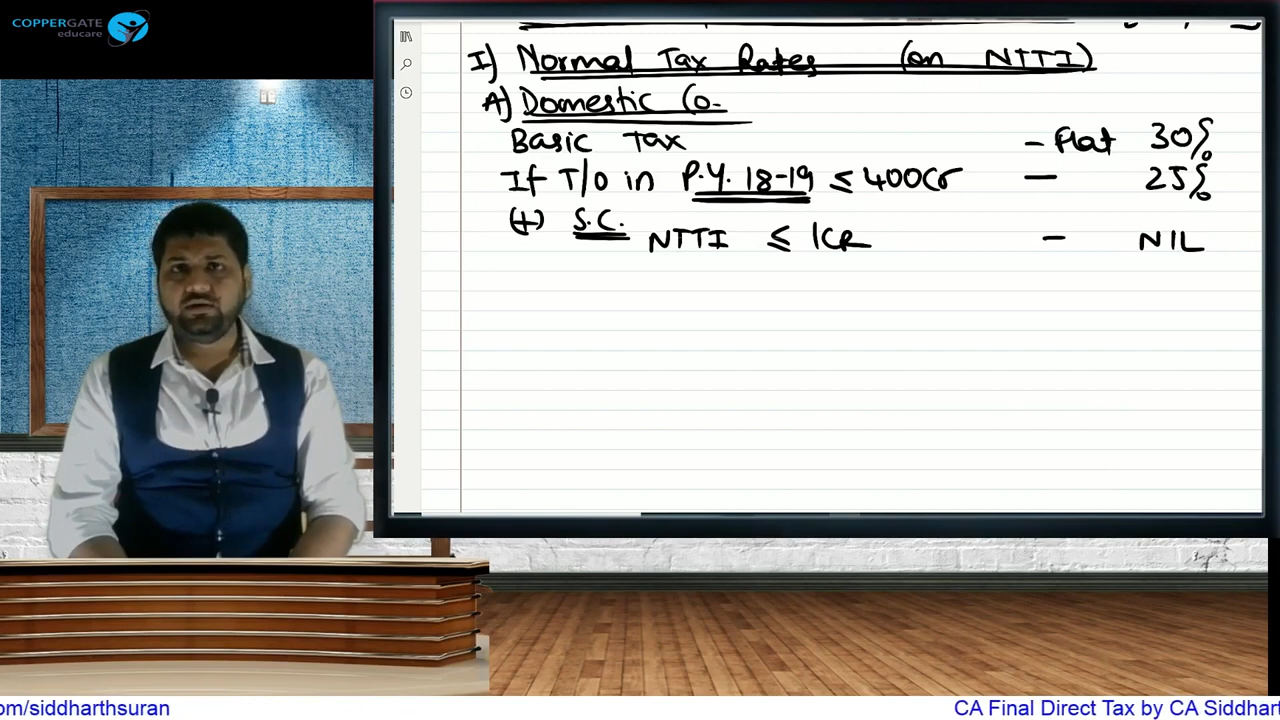 COPPERGATE
educare
I) Normal Tax Rates (on NTTI)
A) Domestic Co.
Basic Tax - Flat 30%
If T/O in P.Y. 18-19 ≤ 400Cr — 25%
(+) S.C.
NTTI ≤ 1CR — NIL
om/siddharthsuran
CA Final Direct Tax by CA Siddhart